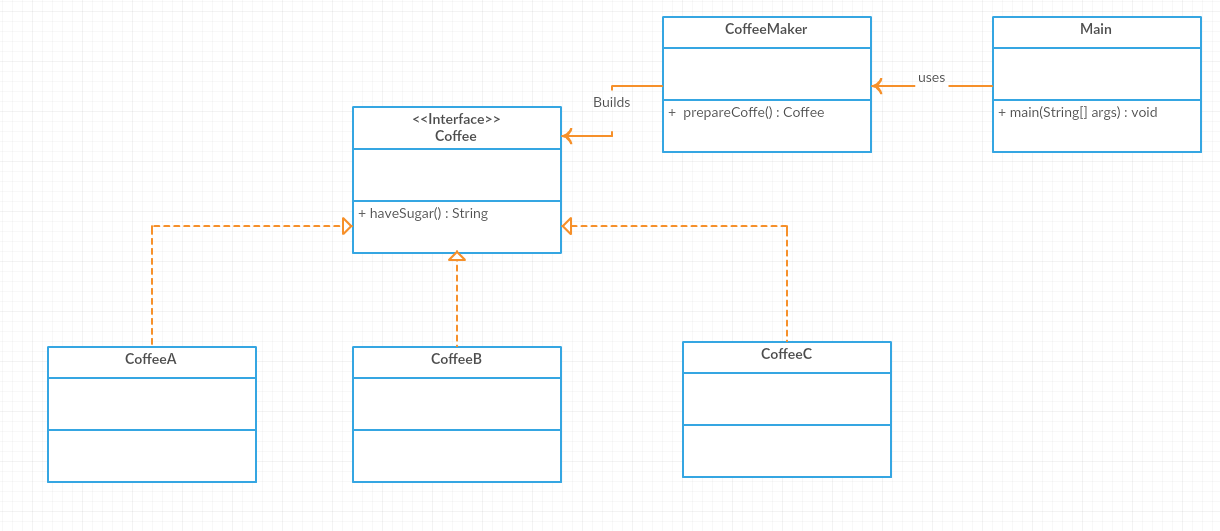 CoffeeMaker
Main
uses
Builds
+ prepareCoffe() : Coffee
+ main(String[] args) : void
<<Interface>>
Coffee
+ haveSugar() : String
CoffeeA
CoffeeB
CoffeeC